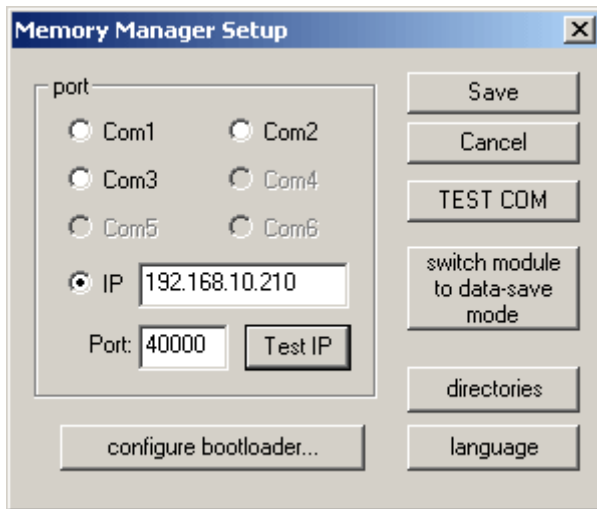 Memory Manager Setup
port
Com1
Com2
Com3
Com4
Com5
Com6
IP 192.168.10.210
Port: 40000
Test IP
configure bootloader...
Save
Cancel
TEST COM
switch module
to data-save
mode
directories
language